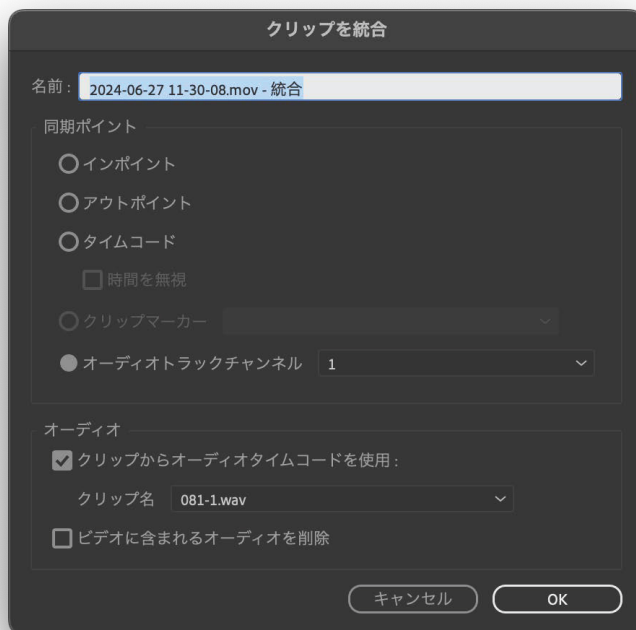 クリップを統合
名前 : 2024-06-27 11-30-08.mov - 統合
同期ポイント
インポイント
アウトポイント
タイムコード
時間を無視
クリップマーカー
オーディオトラックチャンネル 1
オーディオ
クリップからオーディオタイムコードを使用 :
クリップ名 081-1.wav
ビデオに含まれるオーディオを削除
キャンセル OK